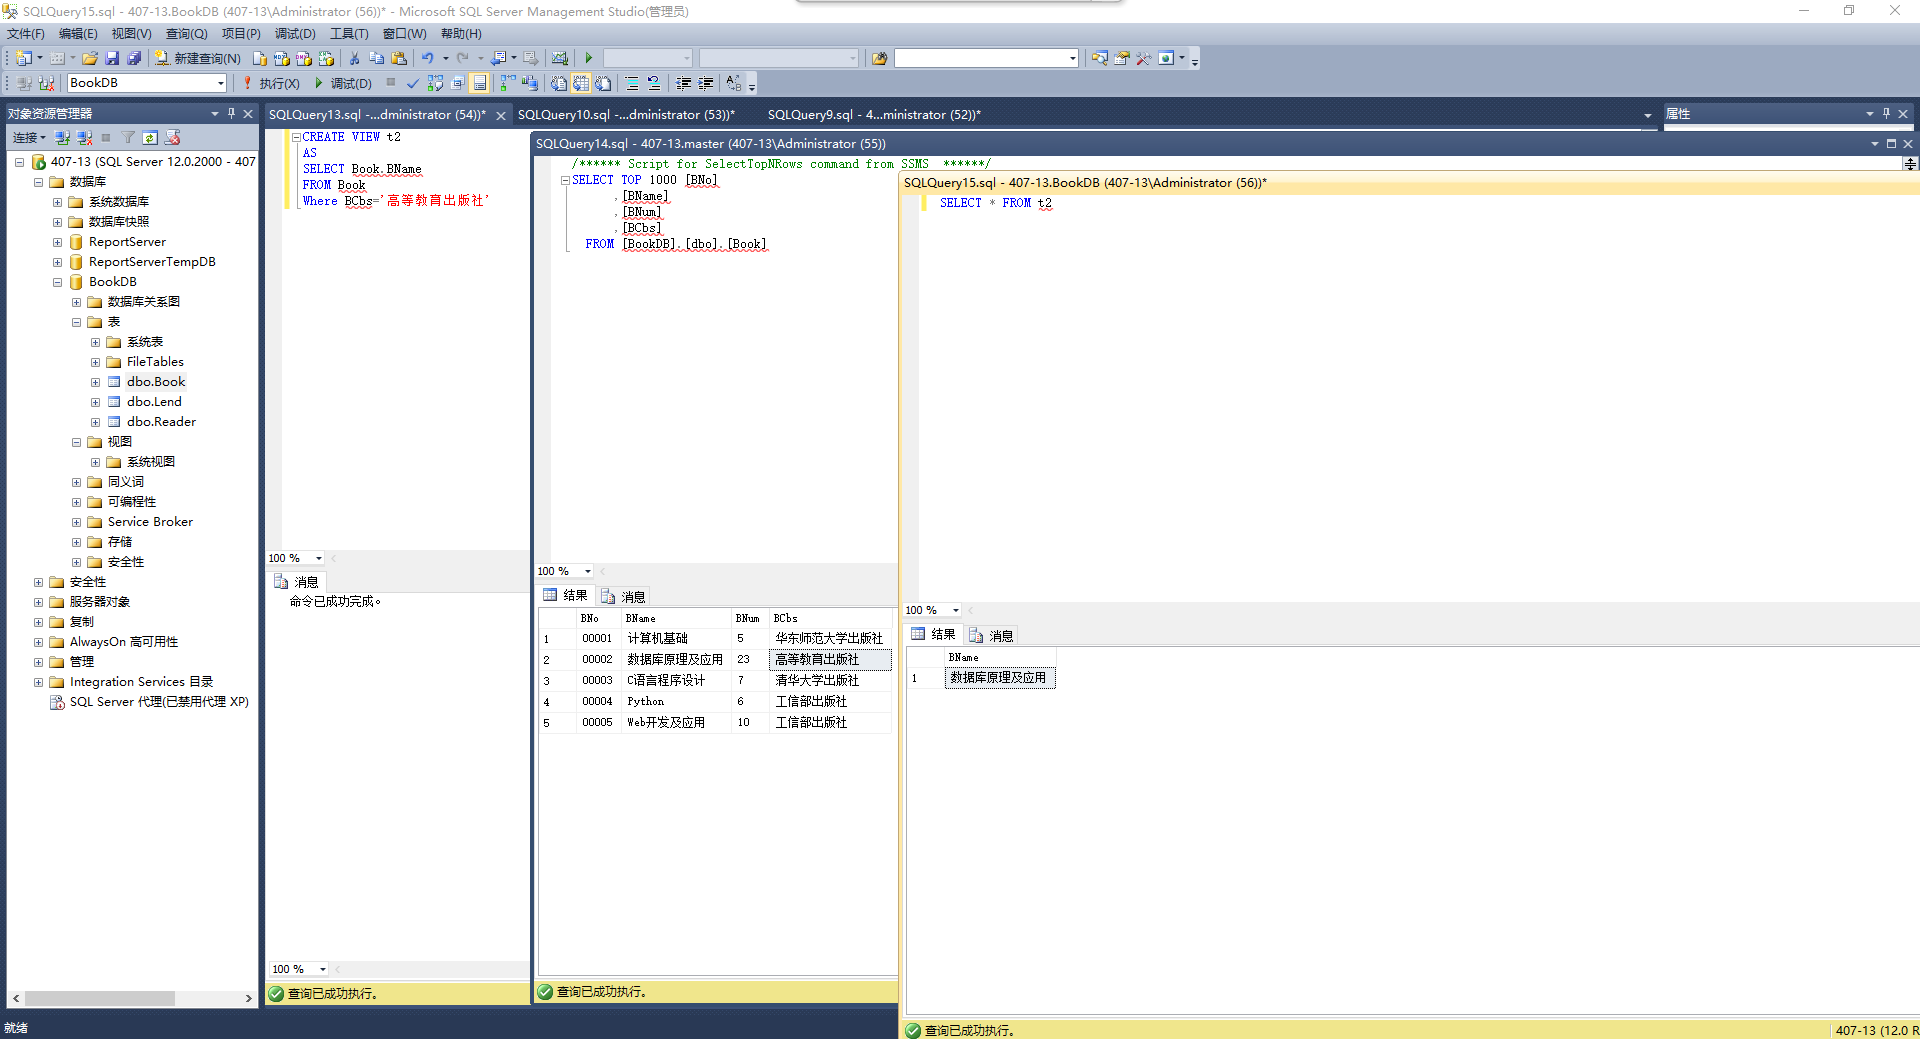 SQLQuery15.sql - 407-13.BookDB (407-13\Administrator (56))* - Microsoft SQL Server Management Studio(管理员)
文件(F) 编辑(E) 视图(V) 查询(Q) 项目(P) 调试(D) 工具(T) 窗口(W) 帮助(H)
新建查询(N)
BookDB 执行(X) 调试(D)
对象资源管理器
连接
407-13 (SQL Server 12.0.2000 - 407
数据库
系统数据库
数据库快照
ReportServer
ReportServerTempDB
BookDB
数据库关系图
表
系统表
FileTables
dbo.Book
dbo.Lend
dbo.Reader
视图
系统视图
同义词
可编程性
Service Broker
存储
安全性
安全性
服务器对象
复制
AlwaysOn 高可用性
管理
Integration Services 目录
SQL Server 代理(已禁用代理 XP)
就绪
SQLQuery13.sql -...dministrator (54))* SQLQuery10.sql -...dministrator (53))* SQLQuery9.sql - 4...ministrator (52))*
属性
CREATE VIEW t2
AS
SELECT Book.BName
FROM Book
Where BCbs='高等教育出版社'
100 %
消息
命令已成功完成。
100 %
查询已成功执行。
SQLQuery14.sql - 407-13.master (407-13\Administrator (55))
/****** Script for SelectTopNRows command from SSMS  ******/
SELECT TOP 1000 [BNo]
,[BName]
,[BNum]
,[BCbs]
FROM [BookDB].[dbo].[Book]
100 %
结果 消息
BNo BName BNum BCbs
1 00001 计算机基础 5 华东师范大学出版社
2 00002 数据库原理及应用 23 高等教育出版社
3 00003 C语言程序设计 7 清华大学出版社
4 00004 Python 6 工信部出版社
5 00005 Web开发及应用 10 工信部出版社
查询已成功执行。
SQLQuery15.sql - 407-13.BookDB (407-13\Administrator (56))*
SELECT * FROM t2
100 %
结果 消息
BName
1 数据库原理及应用
查询已成功执行。
407-13 (12.0 R